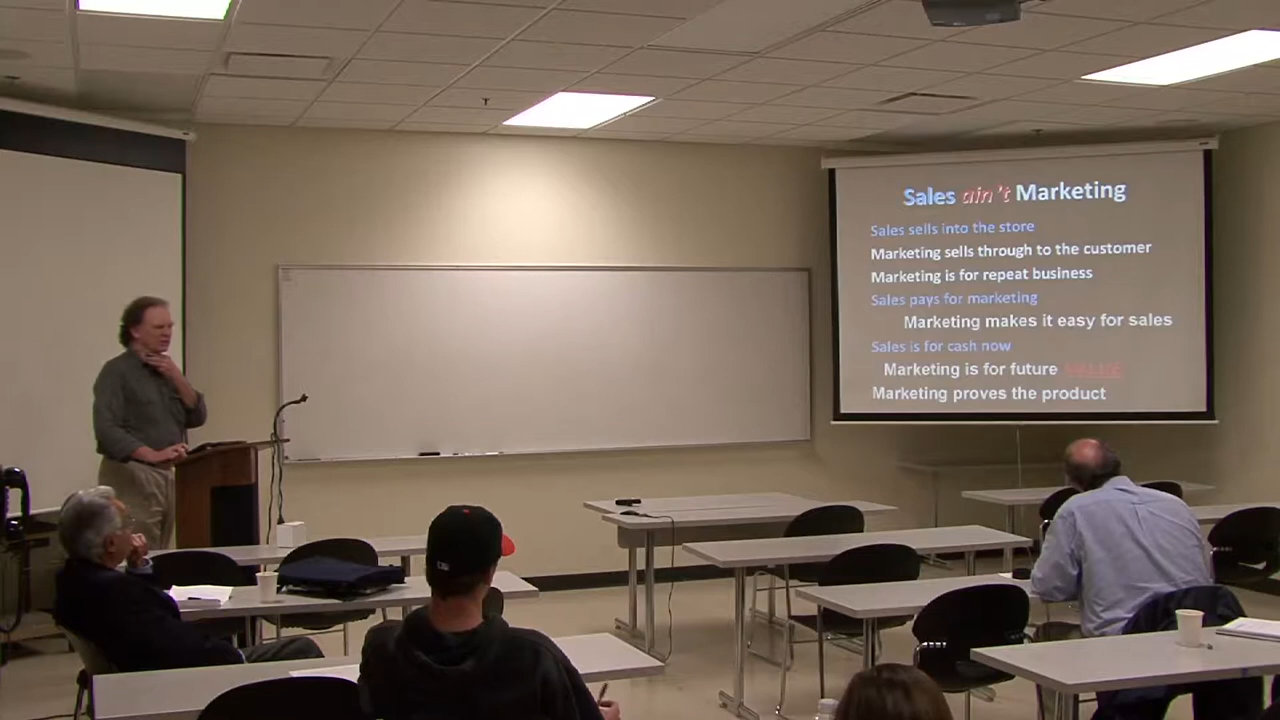 Sales ain't Marketing
Sales sells into the store
Marketing sells through to the customer
Marketing is for repeat business
Sales pays for marketing
Marketing makes it easy for sales
Sales is for cash now
Marketing is for future VALUE
Marketing proves the product